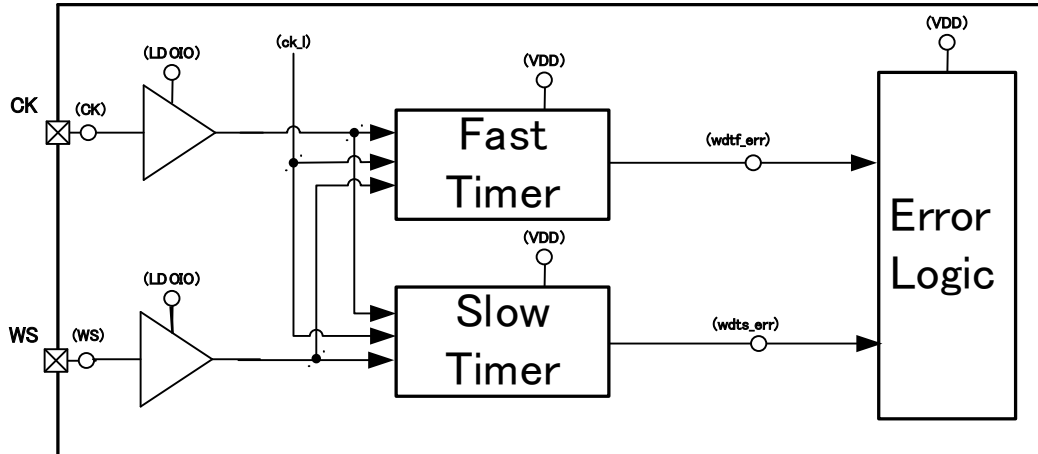 (LDOIO)
(ck_l)
(VDD)
(VDD)
CK
(CK)
Fast
Timer
(wdtf_err)
Error
Logic
(LDOIO)
(VDD)
WS
(WS)
Slow
Timer
(wdts_err)